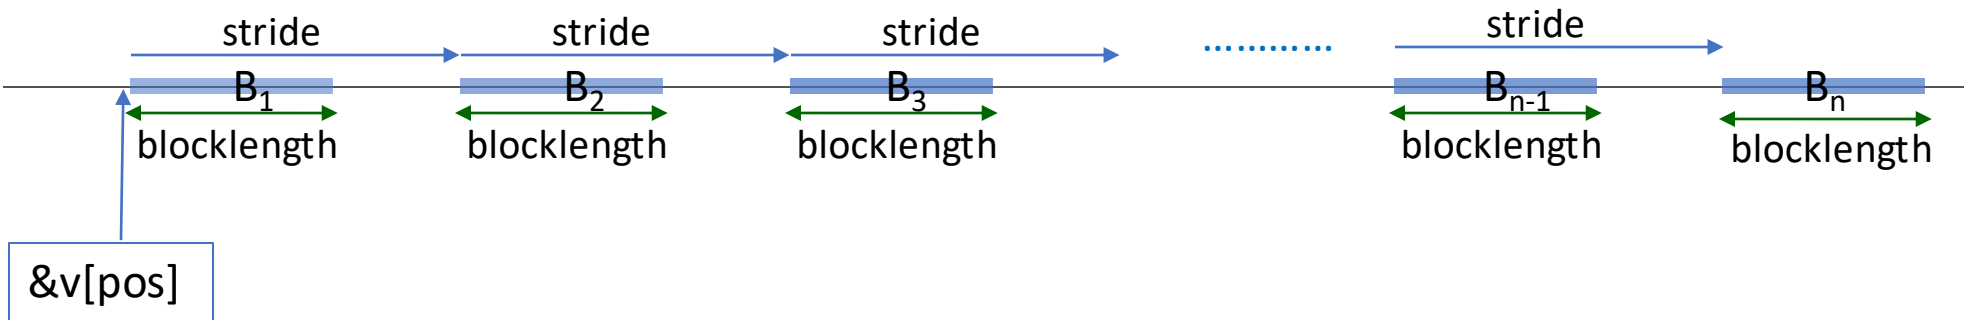 stride stride stride ............ stride
B₁ B₂ B₃ Bₙ₋₁ Bₙ
blocklength blocklength blocklength blocklength blocklength
&v[pos]